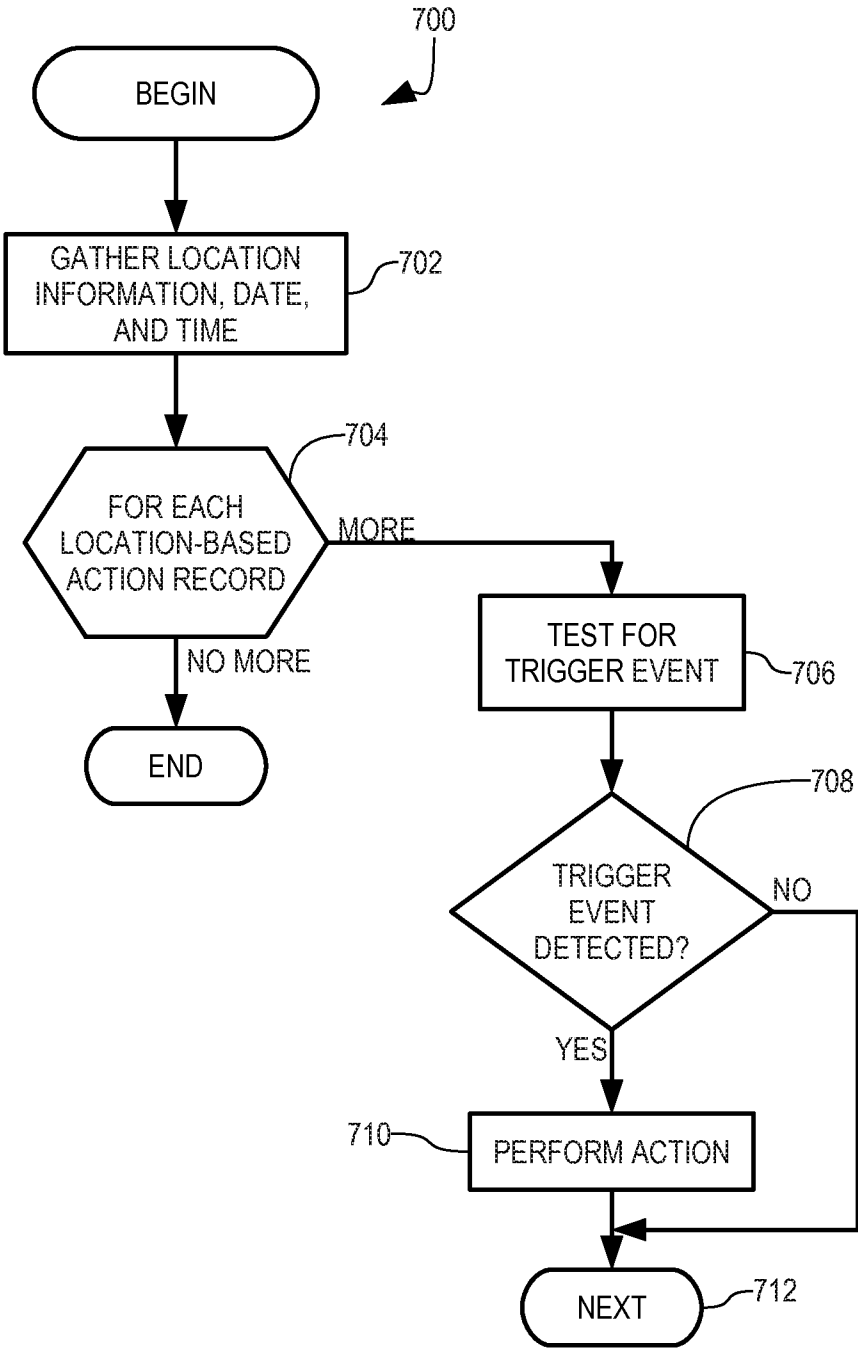 700
BEGIN
GATHER LOCATION
INFORMATION, DATE,
AND TIME
702
704
FOR EACH
LOCATION-BASED
ACTION RECORD
MORE
NO MORE
END
TEST FOR
TRIGGER EVENT
706
708
TRIGGER
EVENT
DETECTED?
NO
YES
710
PERFORM ACTION
NEXT
712